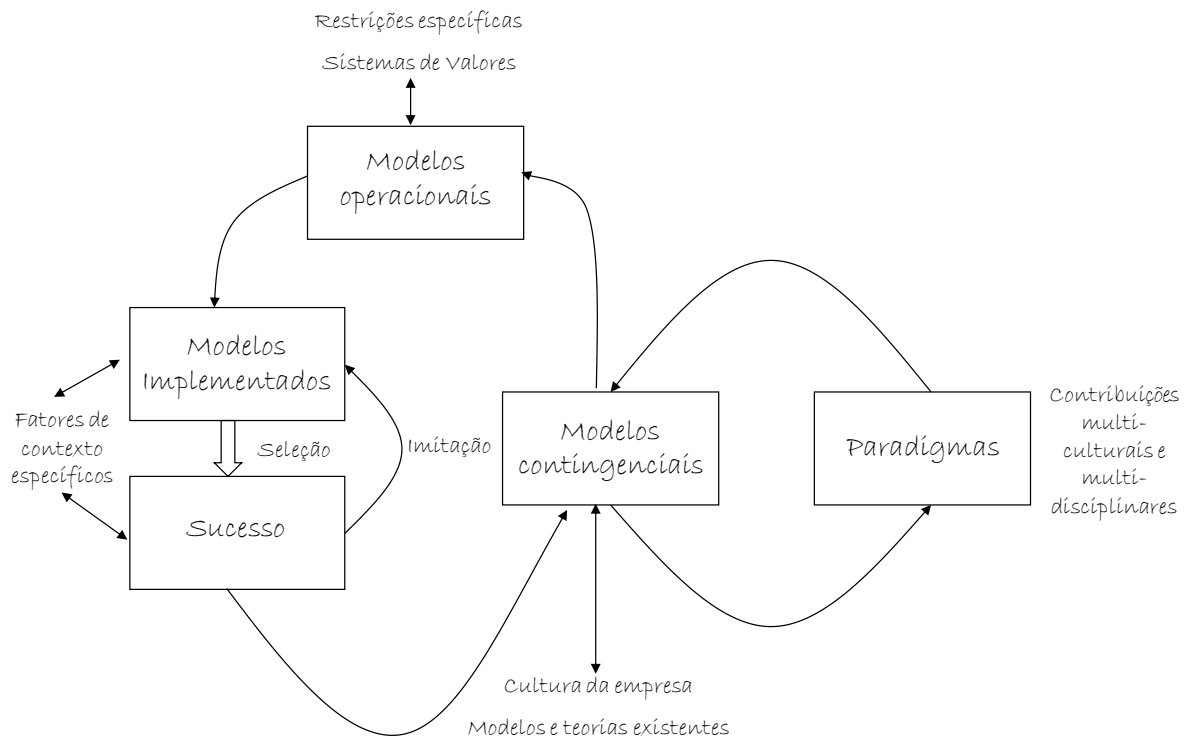 Restrições específicas
Sistemas de Valores
Modelos
operacionais
Modelos
Implementados
Fatores de
contexto
específicos
Seleção
Imitação
Sucesso
Modelos
contingenciais
Paradigmas
Contribuições
multi-
culturais e
multi-
disciplinares
Cultura da empresa
Modelos e teorias existentes